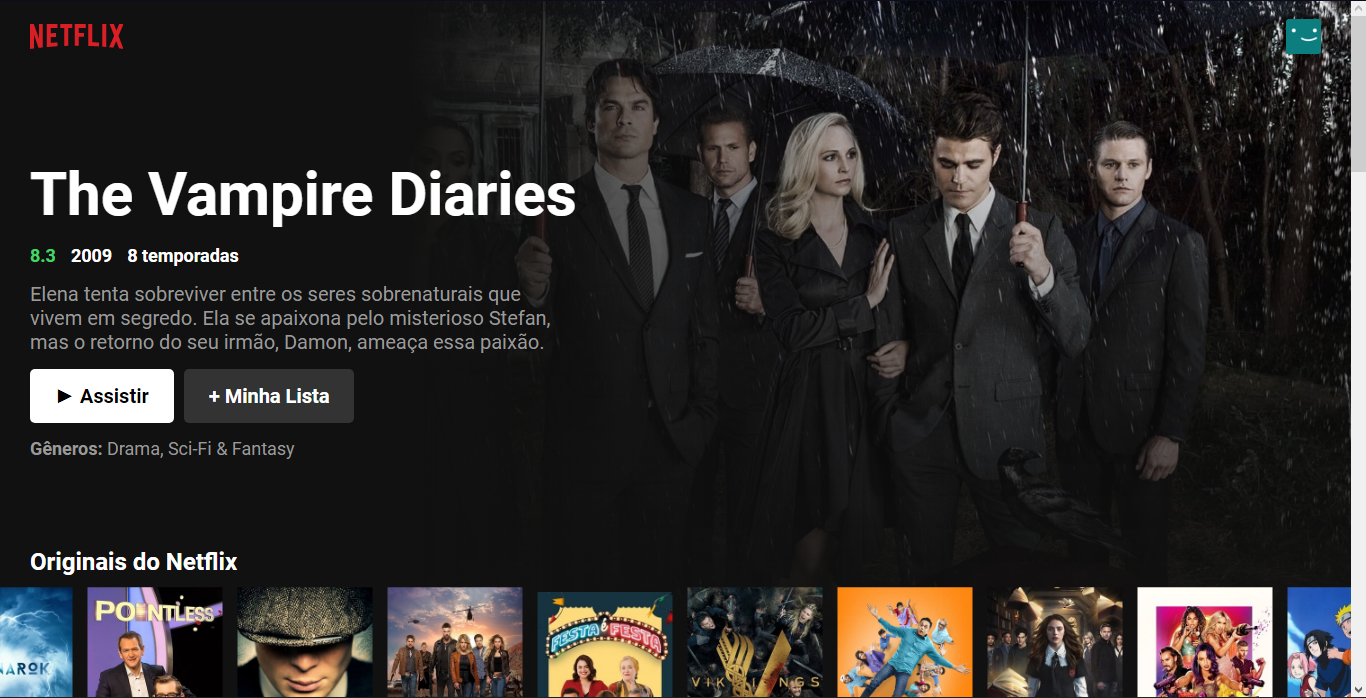 NETFLIX
The Vampire Diaries
8.3 2009 8 temporadas
Elena tenta sobreviver entre os seres sobrenaturais que
vivem em segredo. Ela se apaixona pelo misterioso Stefan,
mas o retorno do seu irmão, Damon, ameaça essa paixão.
► Assistir
+ Minha Lista
Gêneros: Drama, Sci-Fi & Fantasy
Originais do Netflix
NAROK
POINTLESS
FESTA É FESTA
VIKINGS